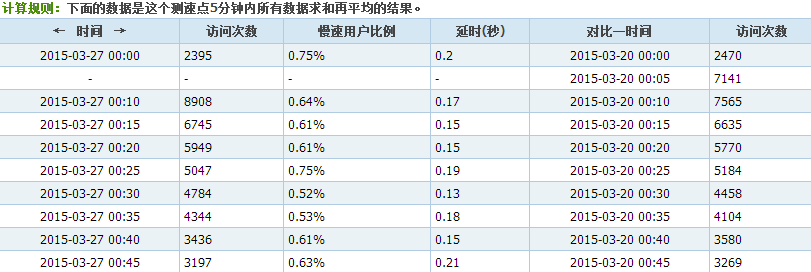 计算规则：下面的数据是这个测速点5分钟内所有数据求和再平均的结果。
← 时间 → 访问次数 慢速用户比例 延时(秒) 对比一时间 访问次数
2015-03-27 00:00 2395 0.75% 0.2 2015-03-20 00:00 2470
- - - - 2015-03-20 00:05 7141
2015-03-27 00:10 8908 0.64% 0.17 2015-03-20 00:10 7565
2015-03-27 00:15 6745 0.61% 0.15 2015-03-20 00:15 6635
2015-03-27 00:20 5949 0.61% 0.15 2015-03-20 00:20 5770
2015-03-27 00:25 5047 0.75% 0.19 2015-03-20 00:25 5184
2015-03-27 00:30 4784 0.52% 0.13 2015-03-20 00:30 4458
2015-03-27 00:35 4344 0.53% 0.18 2015-03-20 00:35 4104
2015-03-27 00:40 3436 0.61% 0.15 2015-03-20 00:40 3580
2015-03-27 00:45 3197 0.63% 0.21 2015-03-20 00:45 3269